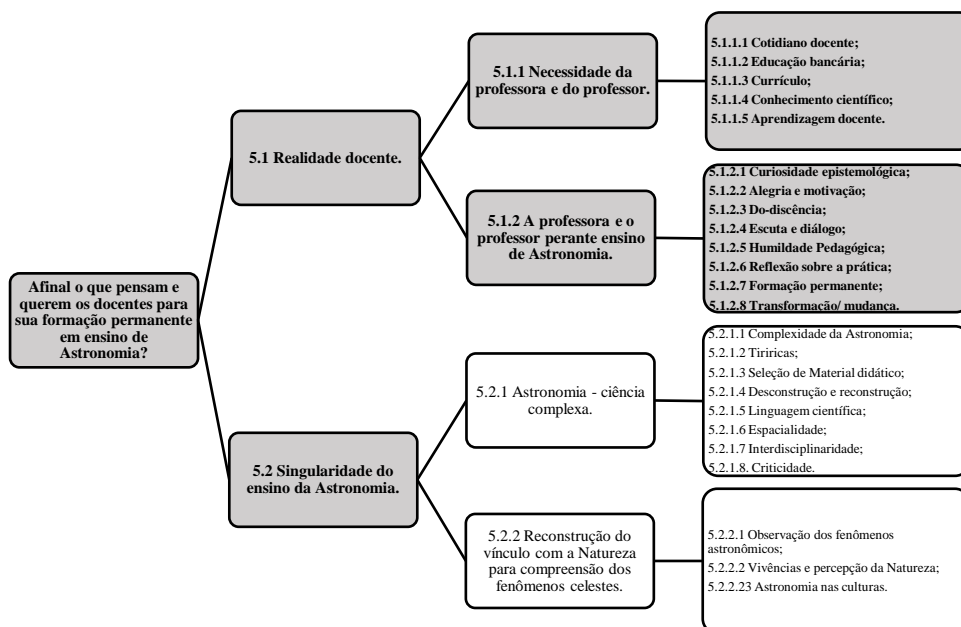 Afinal o que pensam e
querem os docentes para
sua formação permanente
em ensino de
Astronomia?
5.1 Realidade docente.
5.1.1 Necessidade da
professora e do professor.
5.1.1.1 Cotidiano docente;
5.1.1.2 Educação bancária;
5.1.1.3 Currículo;
5.1.1.4 Conhecimento científico;
5.1.1.5 Aprendizagem docente.
5.1.2 A professora e o
professor perante ensino
de Astronomia.
5.1.2.1 Curiosidade epistemológica;
5.1.2.2 Alegria e motivação;
5.1.2.3 Do-discência;
5.1.2.4 Escuta e diálogo;
5.1.2.5 Humildade Pedagógica;
5.1.2.6 Reflexão sobre a prática;
5.1.2.7 Formação permanente;
5.1.2.8 Transformação/ mudança.
5.2 Singularidade do
ensino da Astronomia.
5.2.1 Astronomia - ciência
complexa.
5.2.1.1 Complexidade da Astronomia;
5.2.1.2 Tiriricas;
5.2.1.3 Seleção de Material didático;
5.2.1.4 Desconstrução e reconstrução;
5.2.1.5 Linguagem científica;
5.2.1.6 Espacialidade;
5.2.1.7 Interdisciplinaridade;
5.2.1.8. Criticidade.
5.2.2 Reconstrução do
vínculo com a Natureza
para compreensão dos
fenômenos celestes.
5.2.2.1 Observação dos fenômenos
astronômicos;
5.2.2.2 Vivências e percepção da Natureza;
5.2.2.23 Astronomia nas culturas.